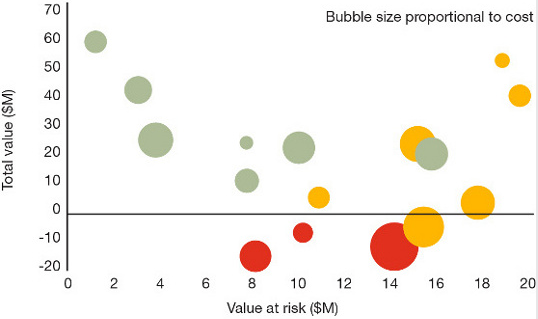 Bubble size proportional to cost
Total value ($M)
70
60
50
40
30
20
10
0
-10
-20
0 2 4 6 8 10 12 14 16 18 20
Value at risk ($M)